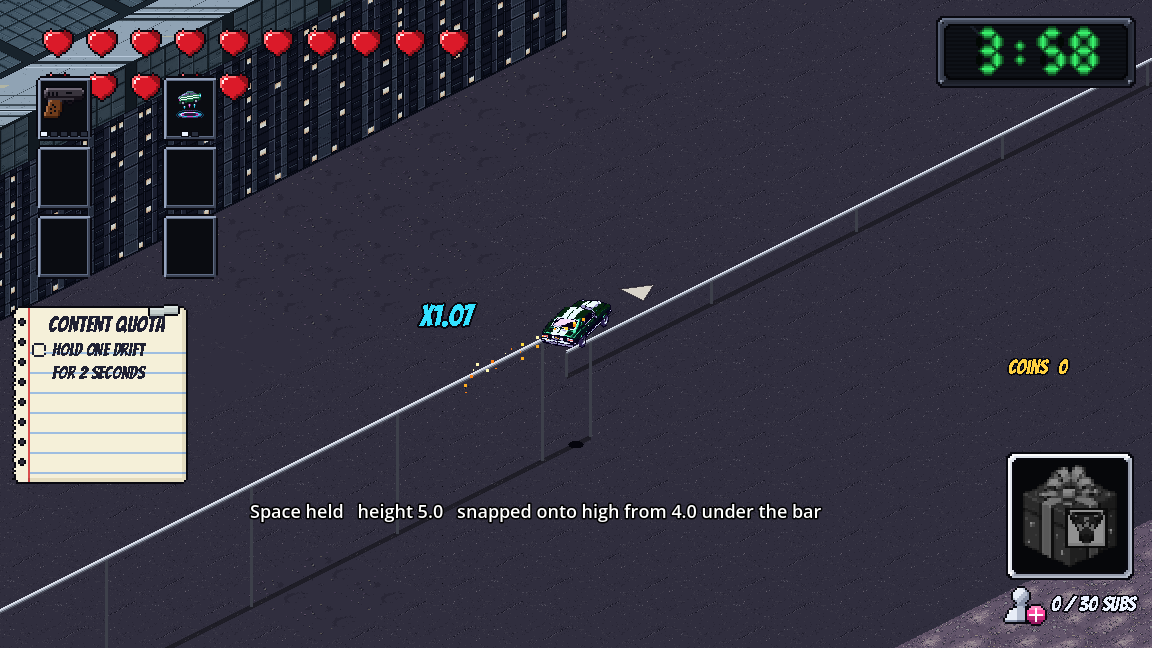 3:58
CONTENT QUOTA
HOLD ONE DRIFT
FOR 2 SECONDS
X1.07
COINS 0
Space held height 5.0 snapped onto high from 4.0 under the bar
0 / 30 SUBS